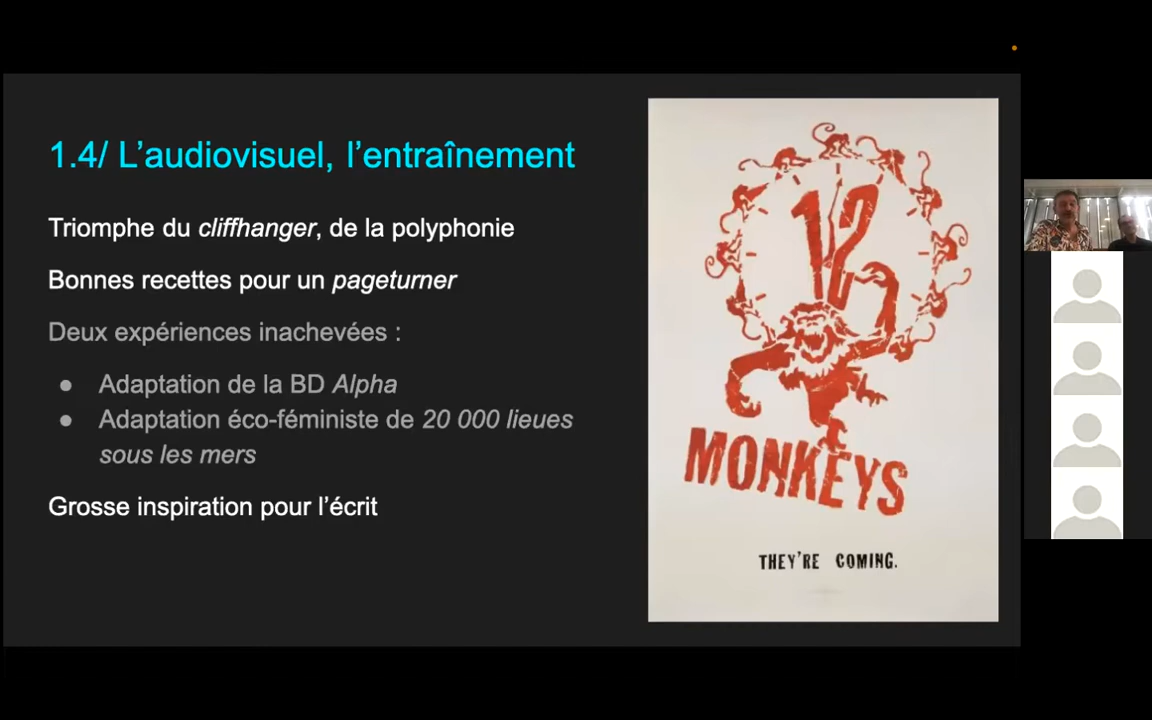 1.4/ L’audiovisuel, l’entraînement
Triomphe du cliffhanger, de la polyphonie
Bonnes recettes pour un pageturner
Deux expériences inachevées :
● Adaptation de la BD Alpha
● Adaptation éco-féministe de 20 000 lieues
sous les mers
Grosse inspiration pour l’écrit
12
MONKEYS
THEY’RE COMING.